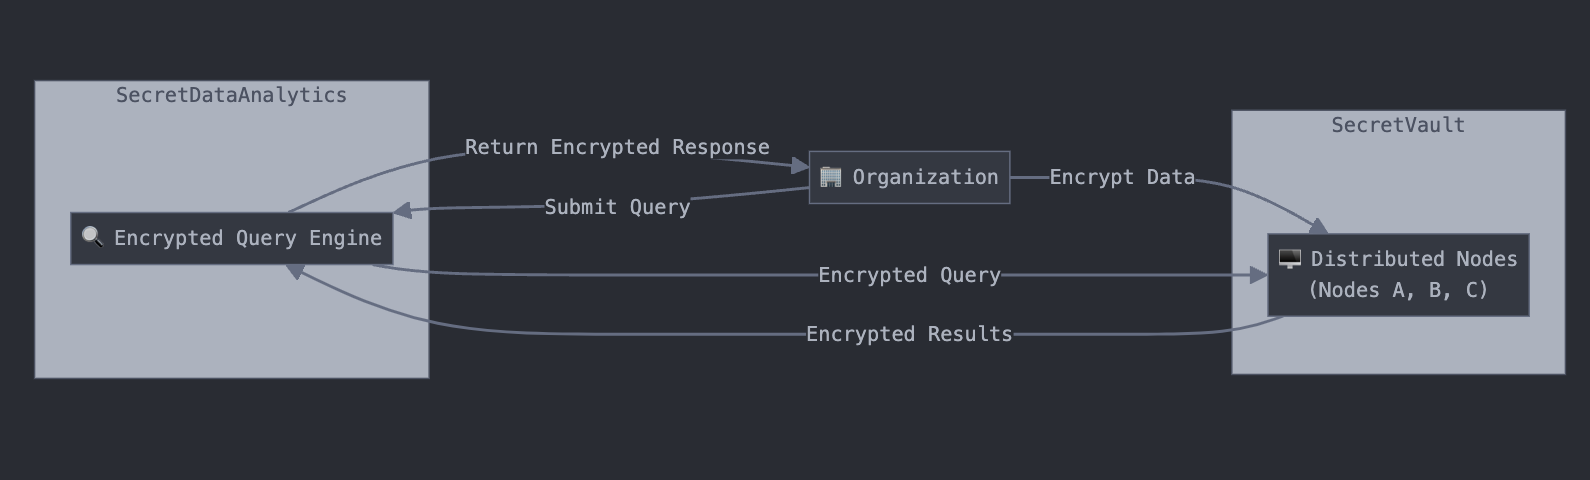 SecretDataAnalytics
SecretVault
Return Encrypted Response
Organization
Encrypt Data
Submit Query
Encrypted Query Engine
Distributed Nodes
(Nodes A, B, C)
Encrypted Query
Encrypted Results